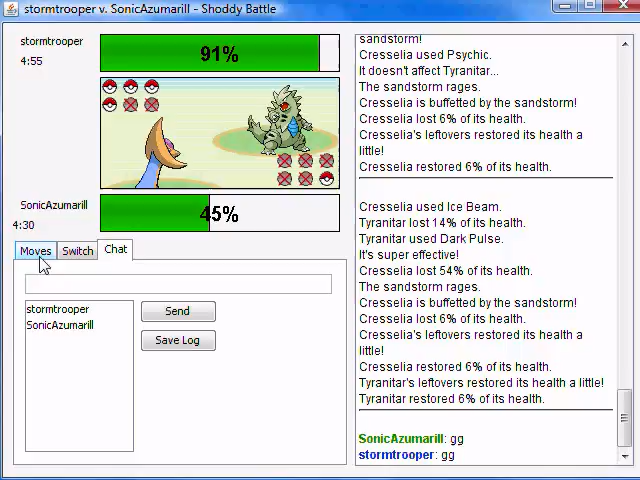 stormtrooper v. SonicAzumarill - Shoddy Battle
stormtrooper
4:55
91%
SonicAzumarill
4:30
45%
Moves
Switch
Chat
stormtrooper
SonicAzumarill
Send
Save Log
sandstorm!
Cresselia used Psychic.
It doesn't affect Tyranitar...
The sandstorm rages.
Cresselia is buffetted by the sandstorm!
Cresselia lost 6% of its health.
Cresselia's leftovers restored its health a
little!
Cresselia restored 6% of its health.
Cresselia used Ice Beam.
Tyranitar lost 14% of its health.
Tyranitar used Dark Pulse.
It's super effective!
Cresselia lost 54% of its health.
The sandstorm rages.
Cresselia is buffetted by the sandstorm!
Cresselia lost 6% of its health.
Cresselia's leftovers restored its health a
little!
Cresselia restored 6% of its health.
Tyranitar's leftovers restored its health a little!
Tyranitar restored 6% of its health.
SonicAzumarill: gg
stormtrooper: gg